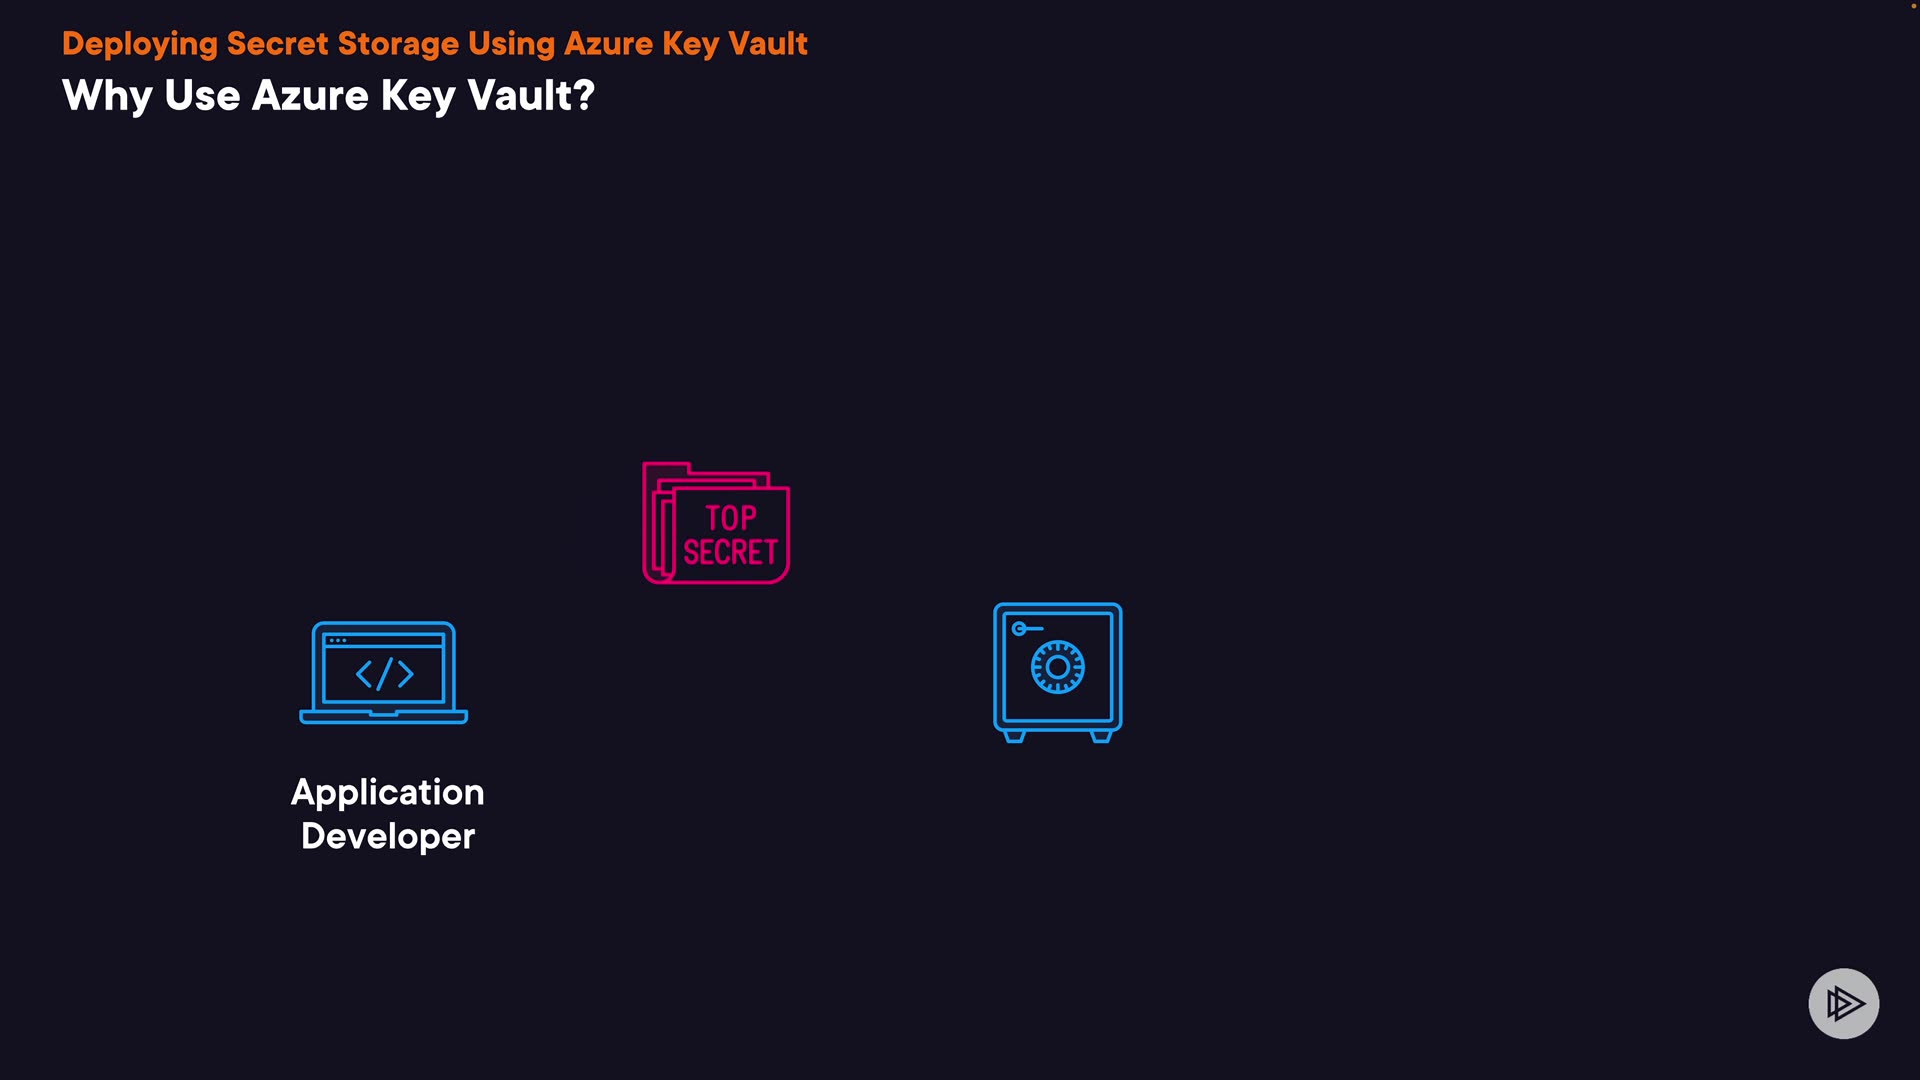 Deploying Secret Storage Using Azure Key Vault
Why Use Azure Key Vault?
TOP
SECRET
</>
Application
Developer